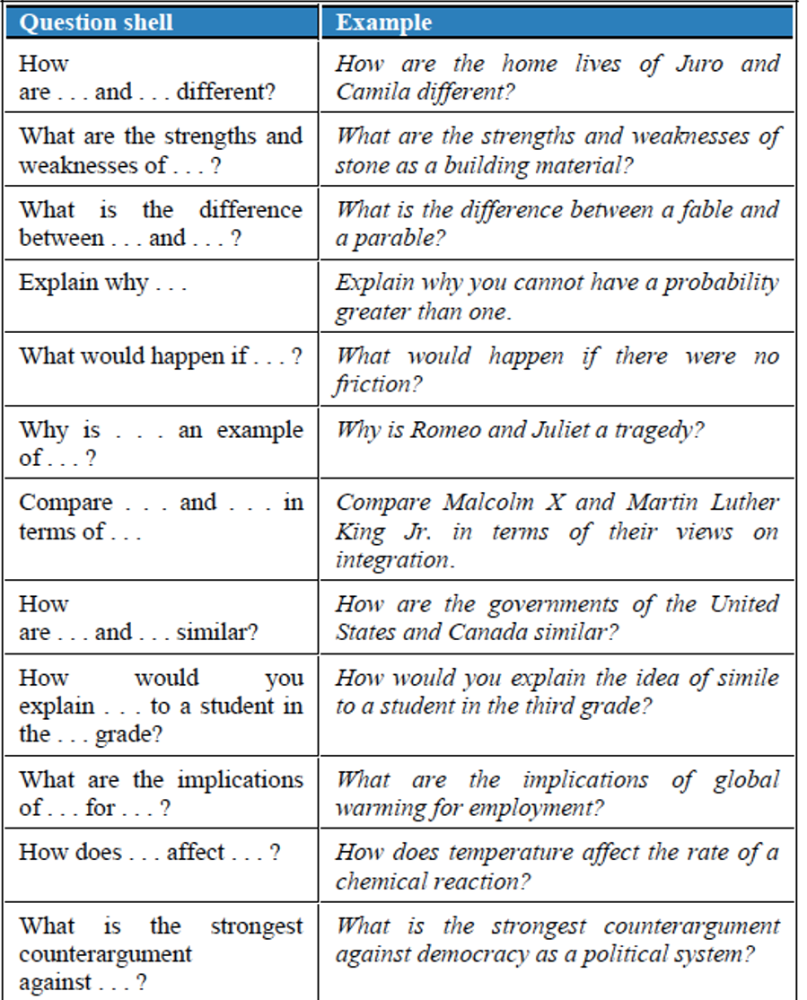 Question shell
Example
How
are . . . and . . . different?
How are the home lives of Juro and
Camila different?
What are the strengths and
weaknesses of . . . ?
What are the strengths and weaknesses of
stone as a building material?
What is the difference
between . . . and . . . ?
What is the difference between a fable and
a parable?
Explain why . . .
Explain why you cannot have a probability
greater than one.
What would happen if . . . ?
What would happen if there were no
friction?
Why is . . . an example
of . . . ?
Why is Romeo and Juliet a tragedy?
Compare . . . and . . . in
terms of . . .
Compare Malcolm X and Martin Luther
King Jr. in terms of their views on
integration.
How
are . . . and . . . similar?
How are the governments of the United
States and Canada similar?
How would you
explain . . . to a student in
the . . . grade?
How would you explain the idea of simile
to a student in the third grade?
What are the implications
of . . . for . . . ?
What are the implications of global
warming for employment?
How does . . . affect . . . ?
How does temperature affect the rate of a
chemical reaction?
What is the strongest
counterargument
against . . . ?
What is the strongest counterargument
against democracy as a political system?